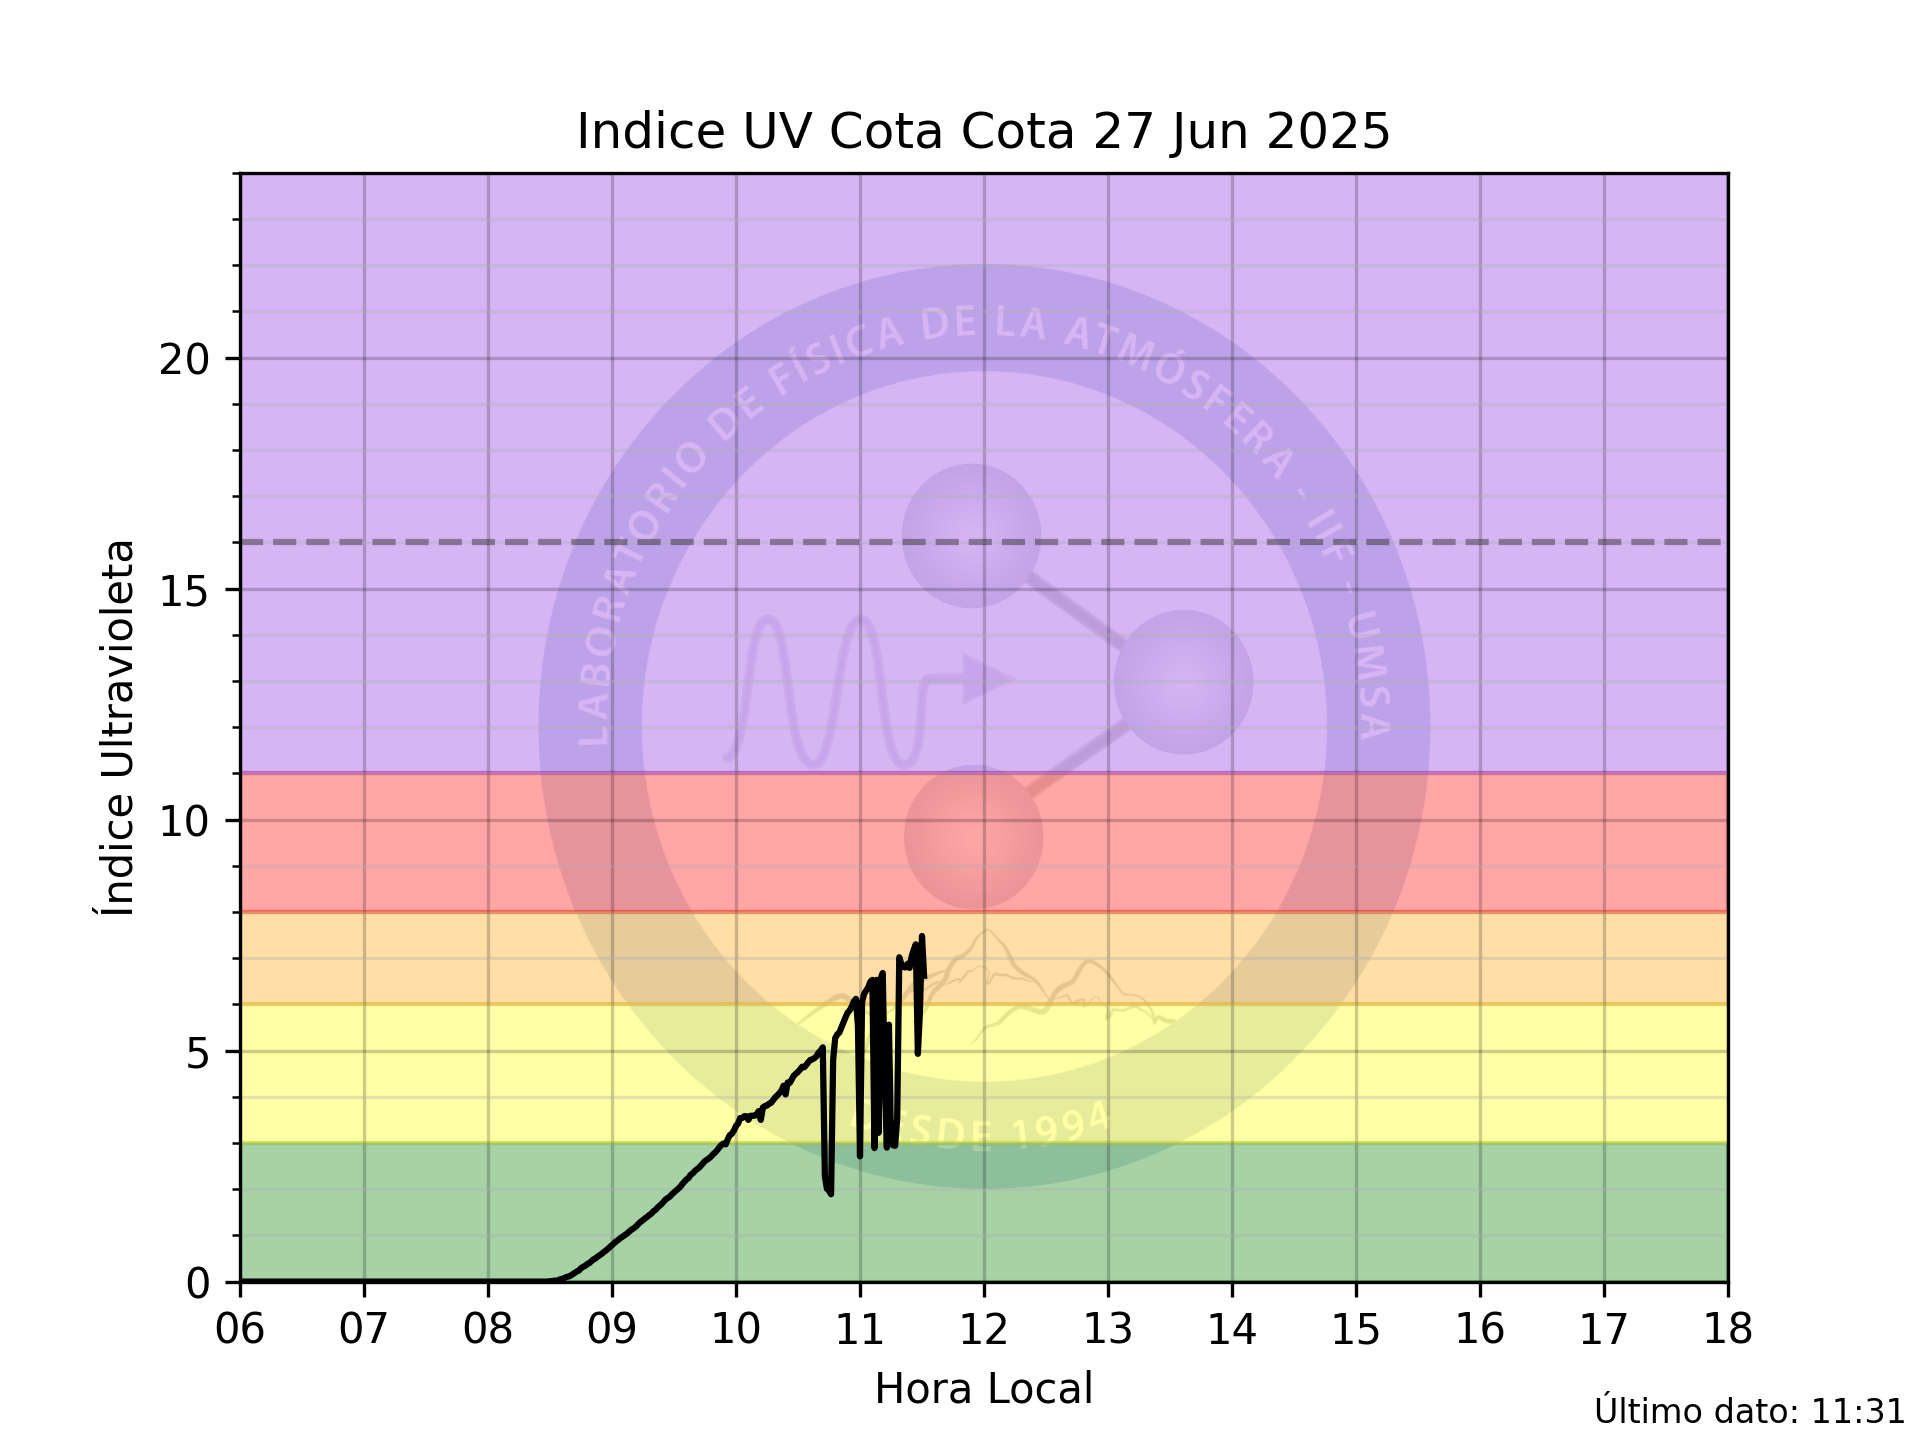 Indice UV Cota Cota 27 Jun 2025
Índice Ultravioleta
20
15
10
5
0
LABORATORIO DE FÍSICA DE LA ATMÓSFERA - IIF - UMSA
DESDE 1994
06 07 08 09 10 11 12 13 14 15 16 17 18
Hora Local
Último dato: 11:31